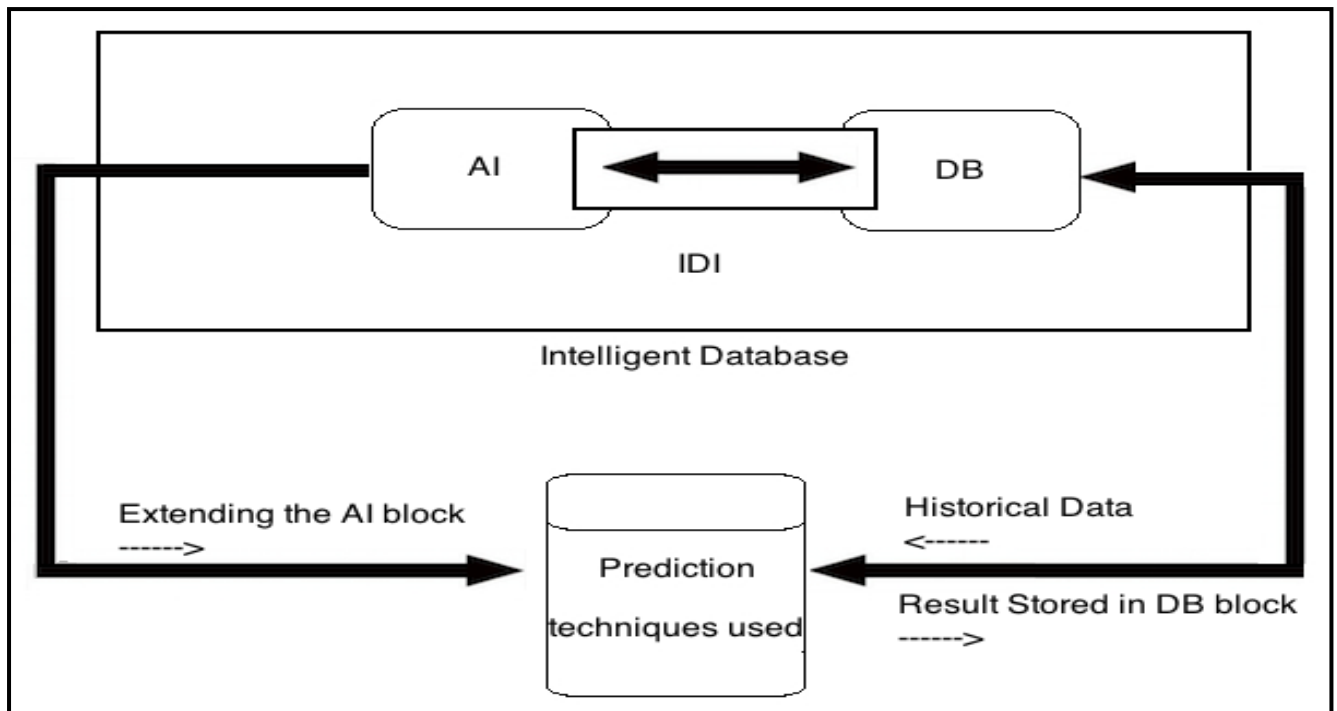 AI
DB
IDI
Intelligent Database
Extending the AI block
------>
Historical Data
<------
Prediction
techniques used
Result Stored in DB block
------>